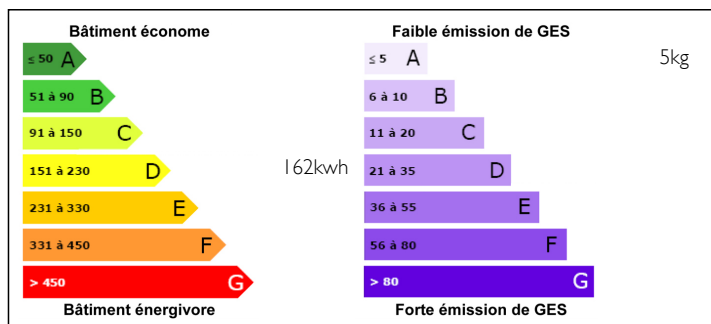 Bâtiment économe
≤ 50 A
51 à 90 B
91 à 150 C
151 à 230 D
231 à 330 E
331 à 450 F
> 450 G
Bâtiment énergivore
162kwh
Faible émission de GES
≤ 5 A
6 à 10 B
11 à 20 C
21 à 35 D
36 à 55 E
56 à 80 F
> 80 G
Forte émission de GES
5kg